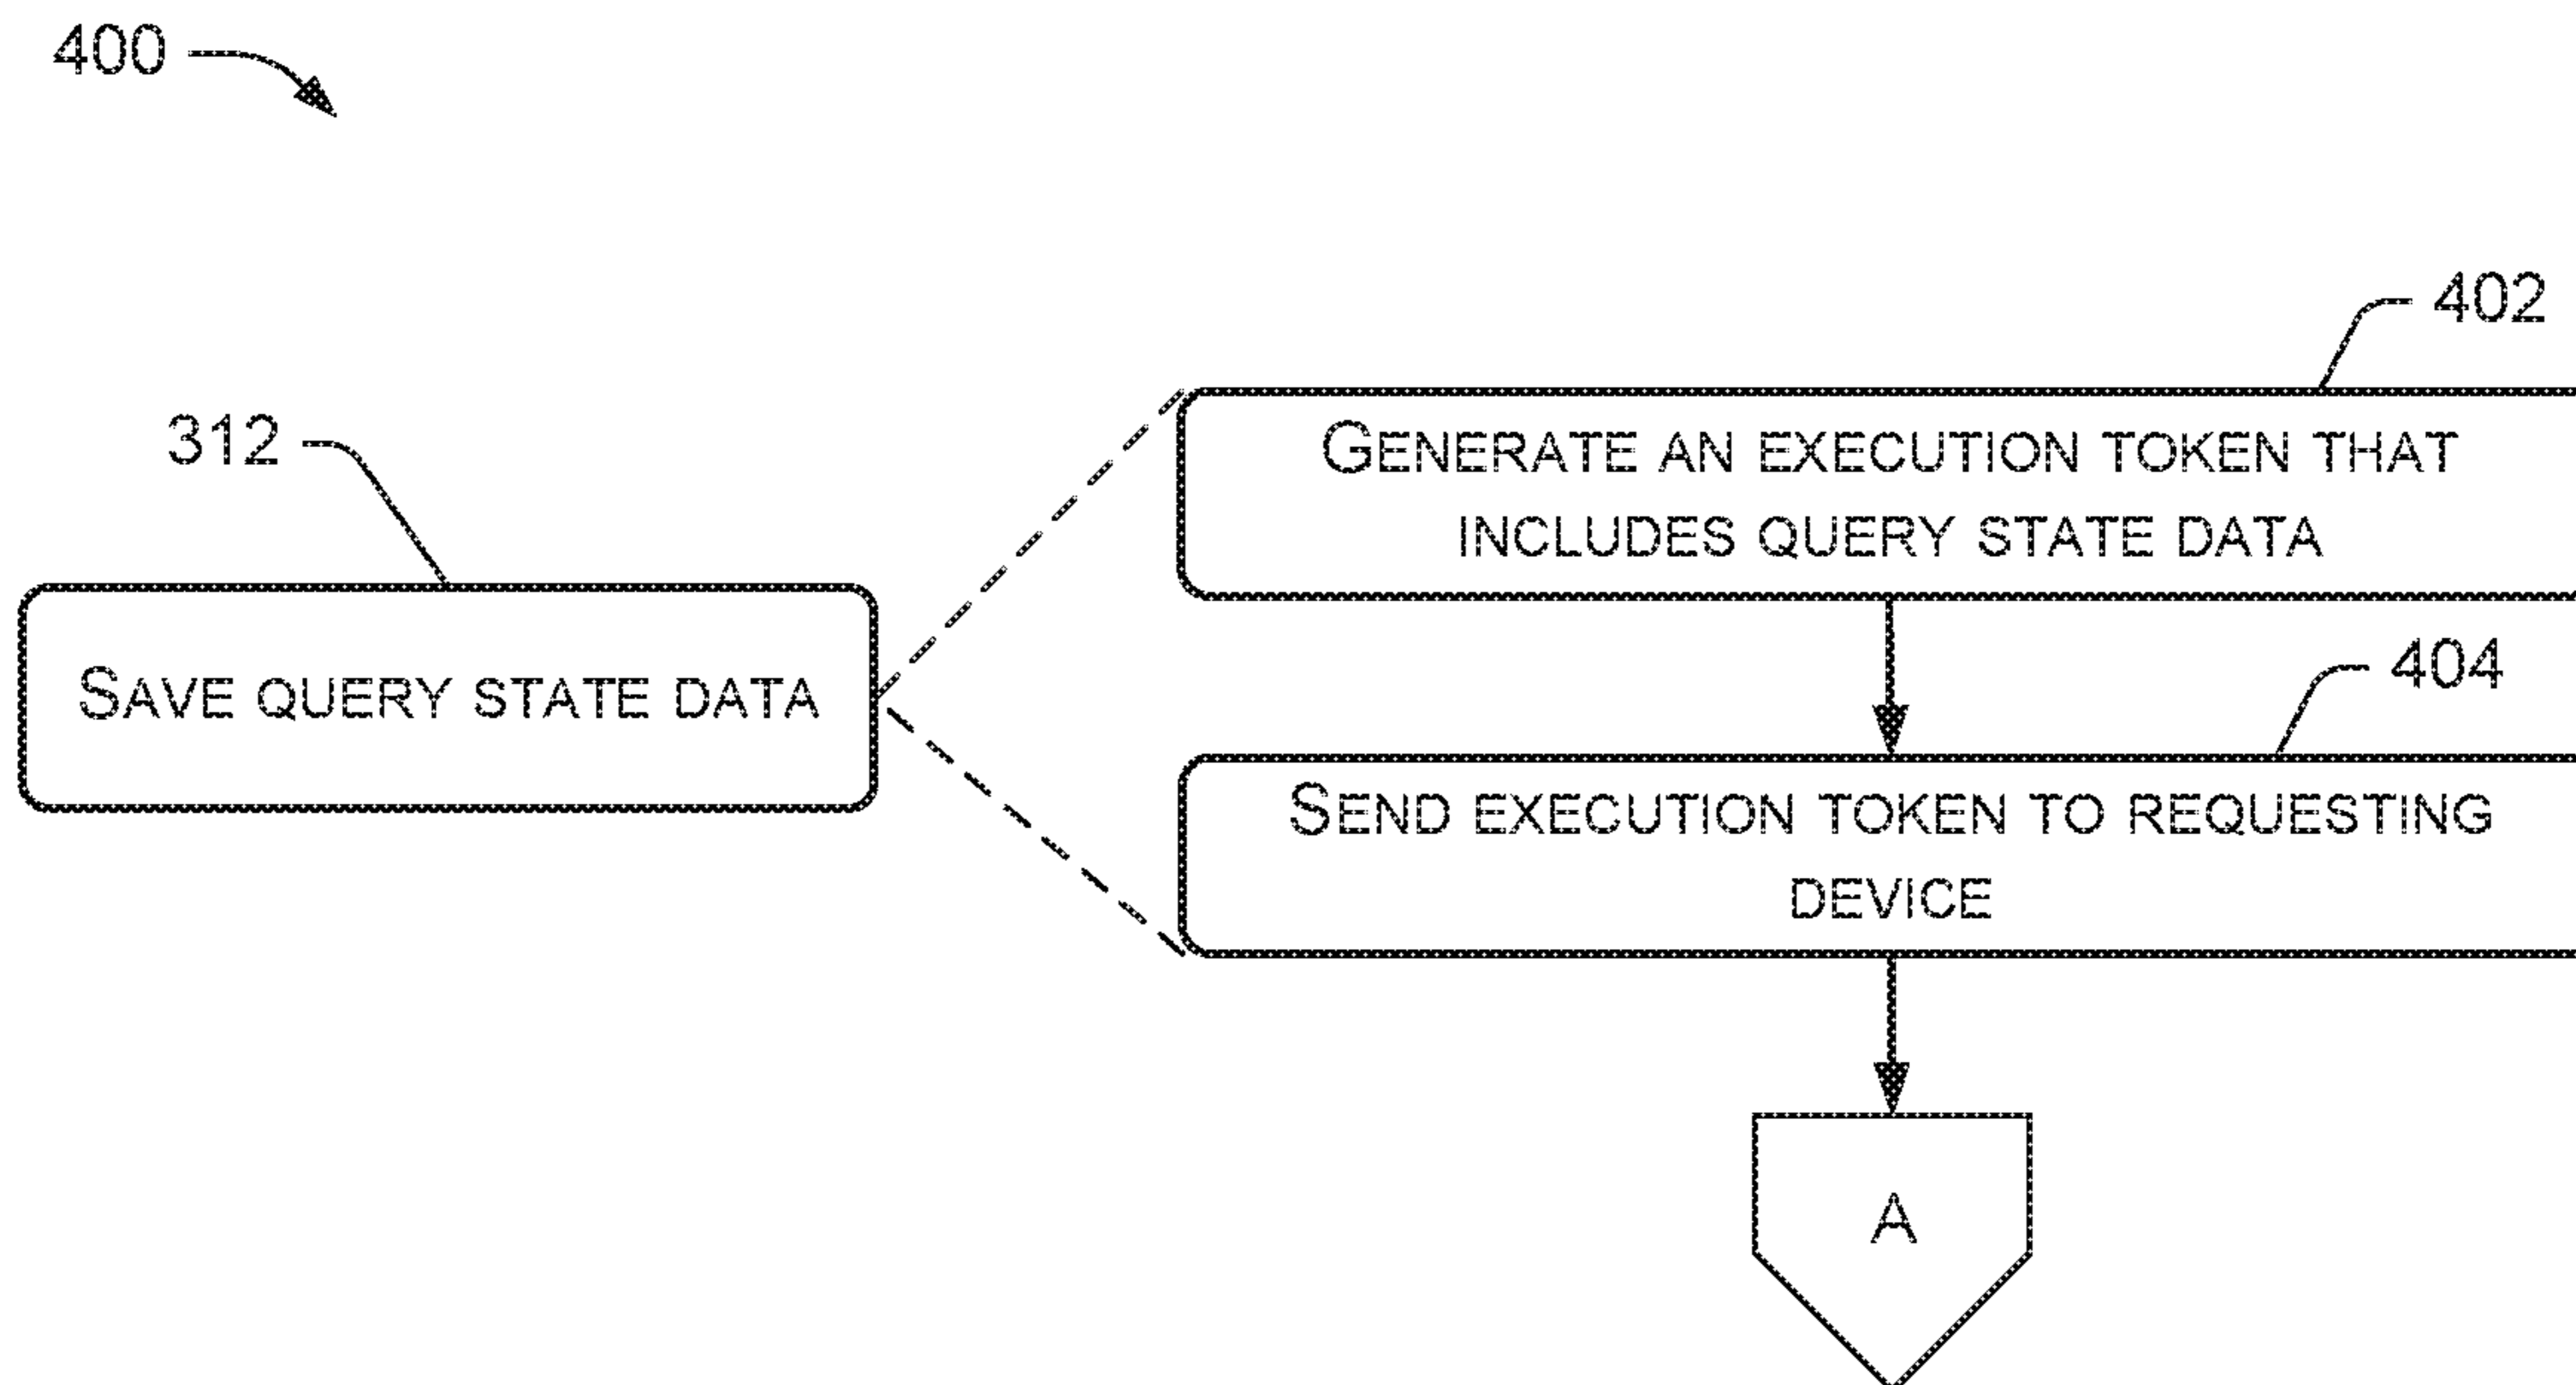 400
402
GENERATE AN EXECUTION TOKEN THAT
INCLUDES QUERY STATE DATA
312
SAVE QUERY STATE DATA
404
SEND EXECUTION TOKEN TO REQUESTING
DEVICE
A